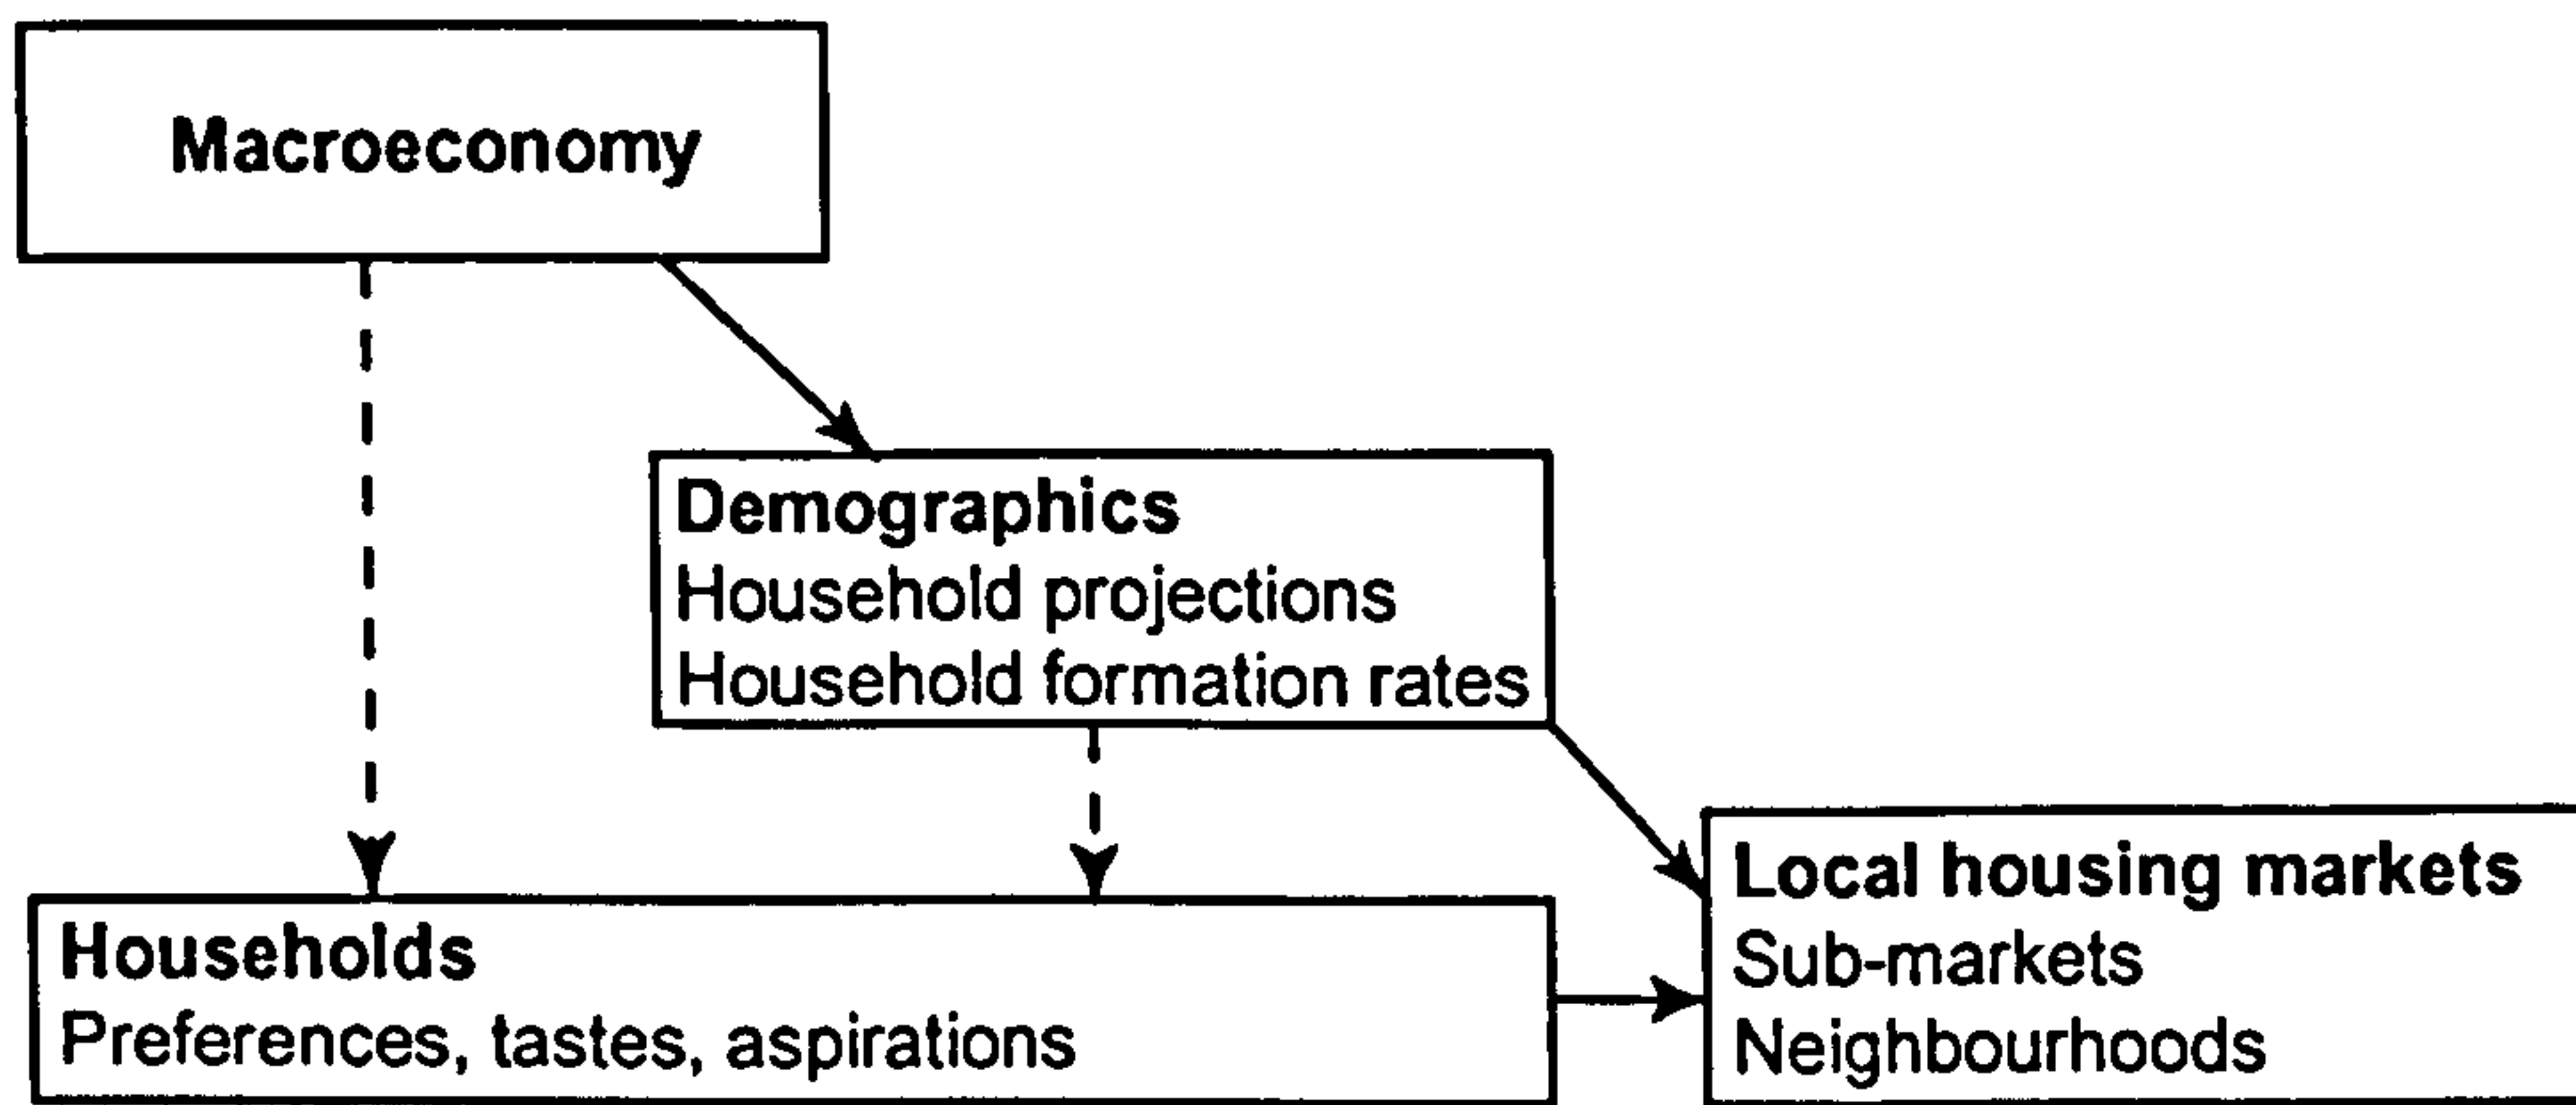 Macroeconomy
Demographics
Household projections
Household formation rates
Households
Preferences, tastes, aspirations
Local housing markets
Sub-markets
Neighbourhoods